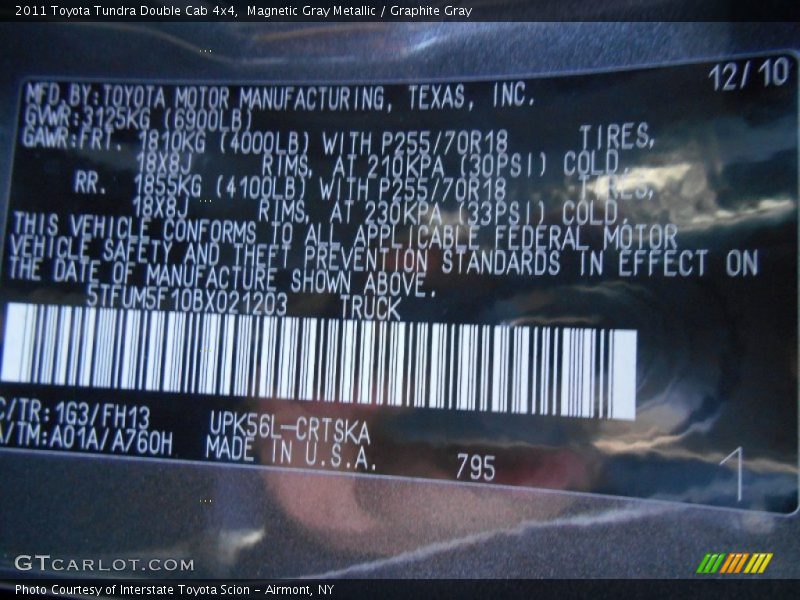 2011 Toyota Tundra Double Cab 4x4,  Magnetic Gray Metallic / Graphite Gray
12/10
MFD.BY:TOYOTA MOTOR MANUFACTURING, TEXAS, INC.
GVWR:3125KG (6900LB)
GAWR:FRT. 1810KG (4000LB) WITH P255/70R18 TIRES,
18X8J RIMS, AT 210KPA (30PSI) COLD,
RR. 1855KG (4100LB) WITH P255/70R18 TIRES,
18X8J RIMS, AT 230KPA (33PSI) COLD.
THIS VEHICLE CONFORMS TO ALL APPLICABLE FEDERAL MOTOR
VEHICLE SAFETY AND THEFT PREVENTION STANDARDS IN EFFECT ON
THE DATE OF MANUFACTURE SHOWN ABOVE.
5TFUM5F10BX021203 TRUCK
C/TR:1G3/FH13 UPK56L-CRTSKA
A/TM:A01A/A760H MADE IN U.S.A. 795
1
GTCARLOT.COM
Photo Courtesy of Interstate Toyota Scion - Airmont, NY